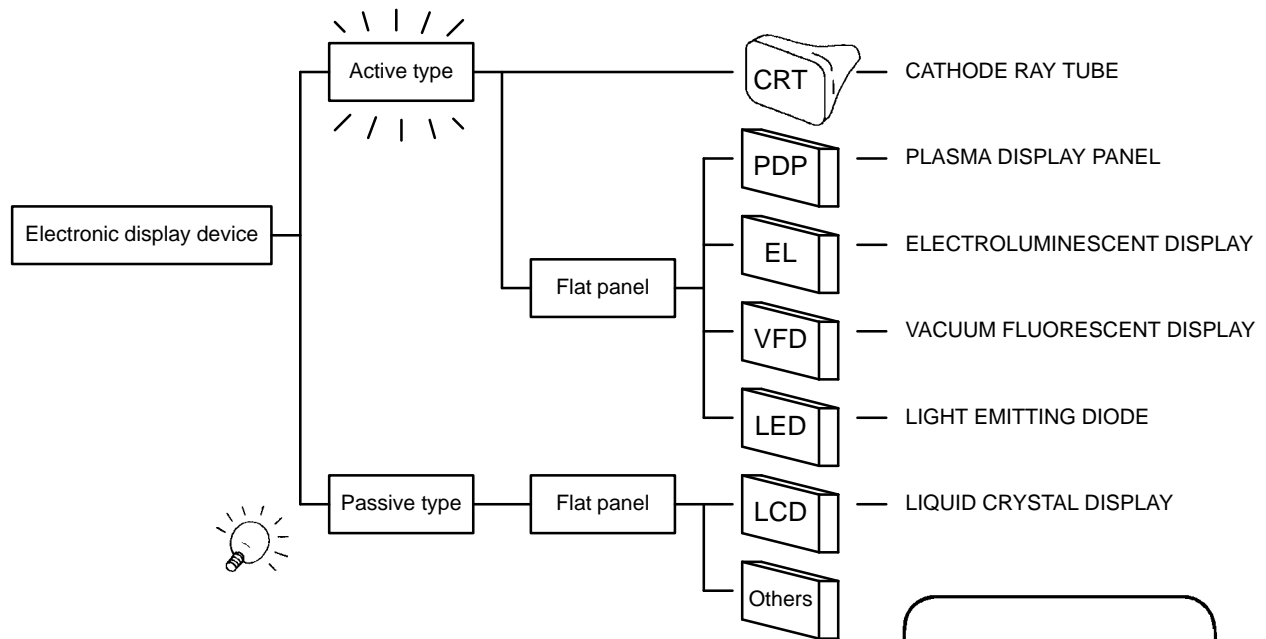 Active type
CRT
CATHODE RAY TUBE
PDP
PLASMA DISPLAY PANEL
Electronic display device
EL
ELECTROLUMINESCENT DISPLAY
Flat panel
VFD
VACUUM FLUORESCENT DISPLAY
LED
LIGHT EMITTING DIODE
Passive type
Flat panel
LCD
LIQUID CRYSTAL DISPLAY
Others